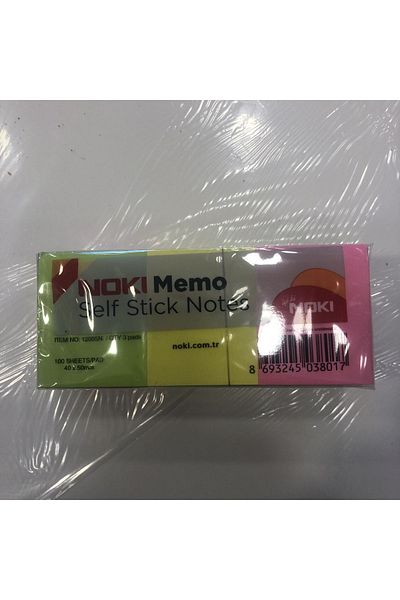 NOKI Memo
Self Stick Notes
NOKI
ITEM NO: 12005N / QTY: 3 pads
noki.com.tr
100 SHEETS/PAD
40 x 50mm
8 693245 038017